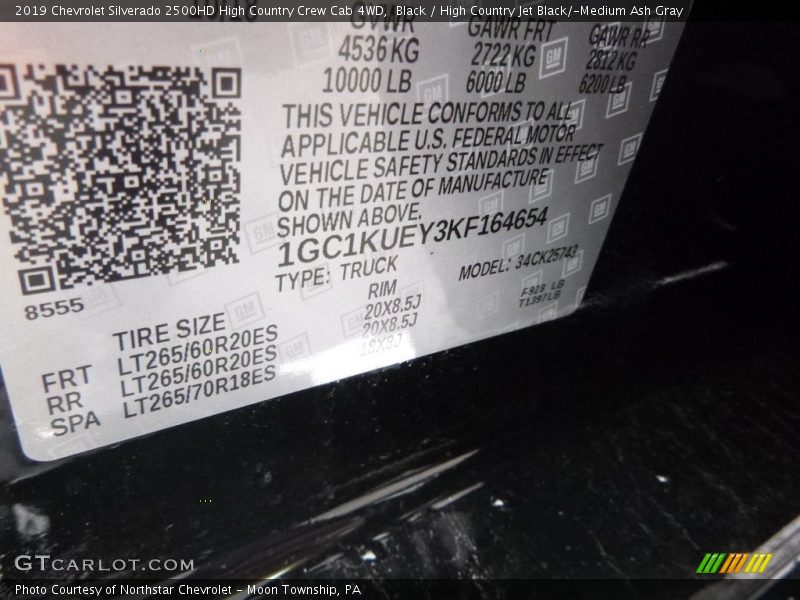 2019 Chevrolet Silverado 2500HD High Country Crew Cab 4WD, Black / High Country Jet Black/­Medium Ash Gray
GVWR GAWR FRT GAWR RR
4536 KG 2722 KG 2812 KG
10000 LB 6000 LB 6200 LB
THIS VEHICLE CONFORMS TO ALL
APPLICABLE U.S. FEDERAL MOTOR
VEHICLE SAFETY STANDARDS IN EFFECT
ON THE DATE OF MANUFACTURE
SHOWN ABOVE.
1GC1KUEY3KF164654
TYPE: TRUCK MODEL: 34CK25743
8555
F928 LB
T1397LB
TIRE SIZE RIM
FRT LT265/60R20ES 20X8.5J
RR LT265/60R20ES 20X8.5J
SPA LT265/70R18ES 18X8J
GTCARLOT.COM
Photo Courtesy of Northstar Chevrolet - Moon Township, PA